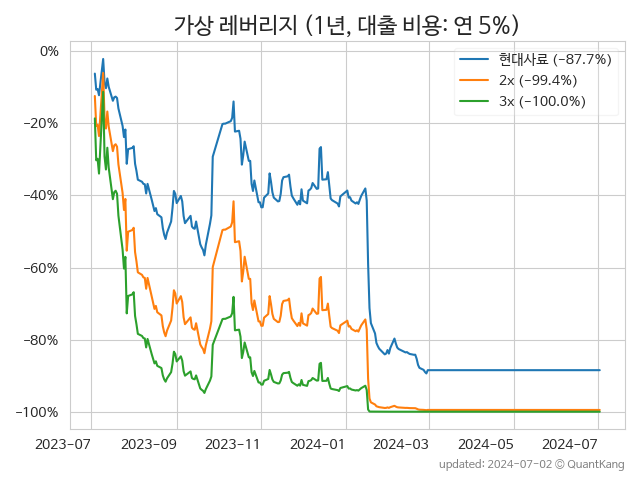 가상 레버리지 (1년, 대출 비용: 연 5%)
현대사료 (−87.7%)
2x (−99.4%)
3x (−100.0%)
0%
−20%
−40%
−60%
−80%
−100%
2023-07 2023-09 2023-11 2024-01 2024-03 2024-05 2024-07
updated: 2024-07-02 © QuantKang